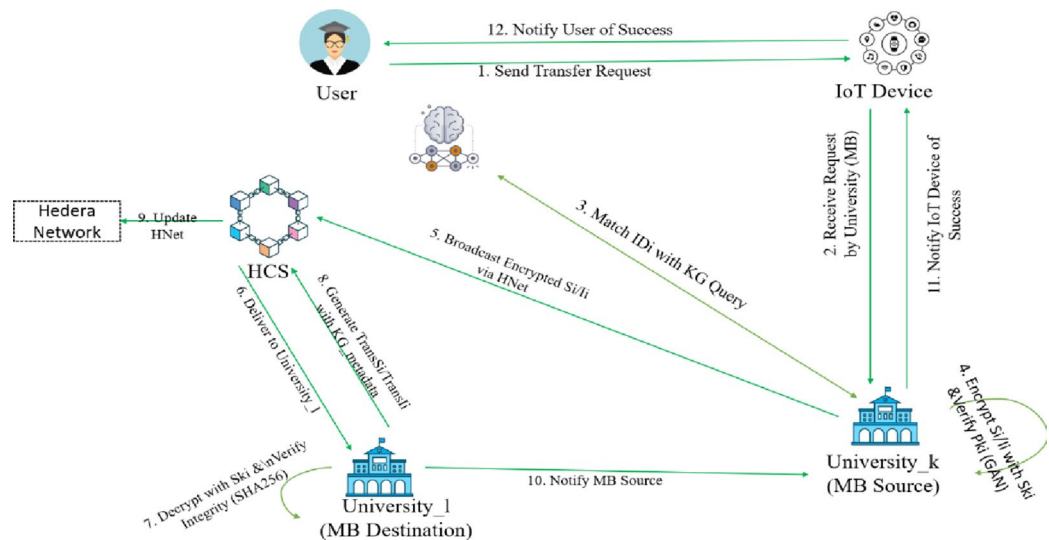 12. Notify User of Success
1. Send Transfer Request
User
IoT Device
2. Receive Request
by University (MB)
11. Notify IoT Device of
Success
3. Match IDi with KG Query
Hedera
Network
9. Update
HNet
HCS
5. Broadcast Encrypted Si/Ii
via HNet
6. Deliver to University_l
8. Generate TransSi/TransIi
with KG_metadata
4. Encrypt Si/Ii with Ski
&Verify Pki (GAN)
University_k
(MB Source)
7. Decrypt with Ski &\nVerify
Integrity (SHA256)
10. Notify MB Source
University_l
(MB Destination)